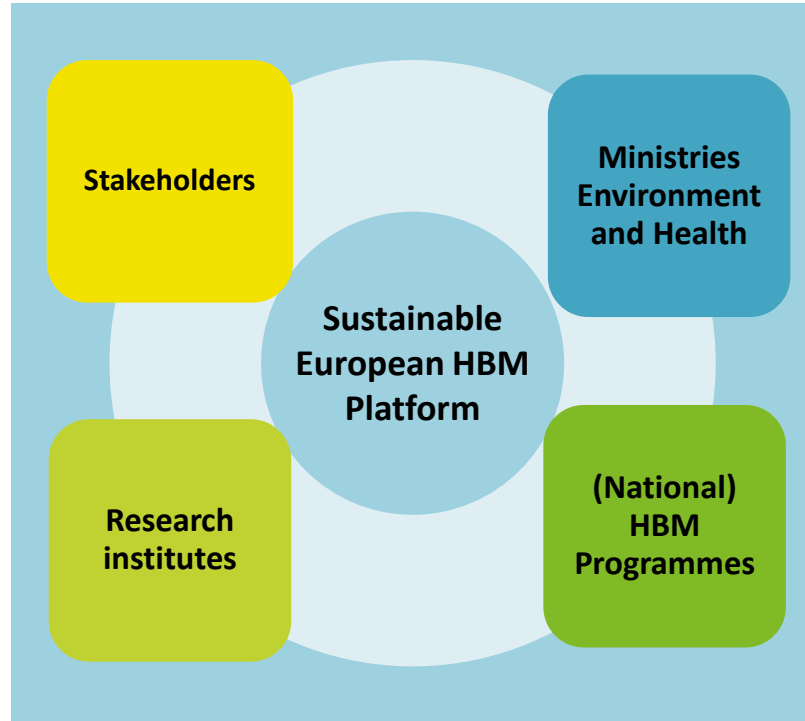 Stakeholders
Ministries
Environment
and Health
Sustainable
European HBM
Platform
Research
institutes
(National)
HBM
Programmes